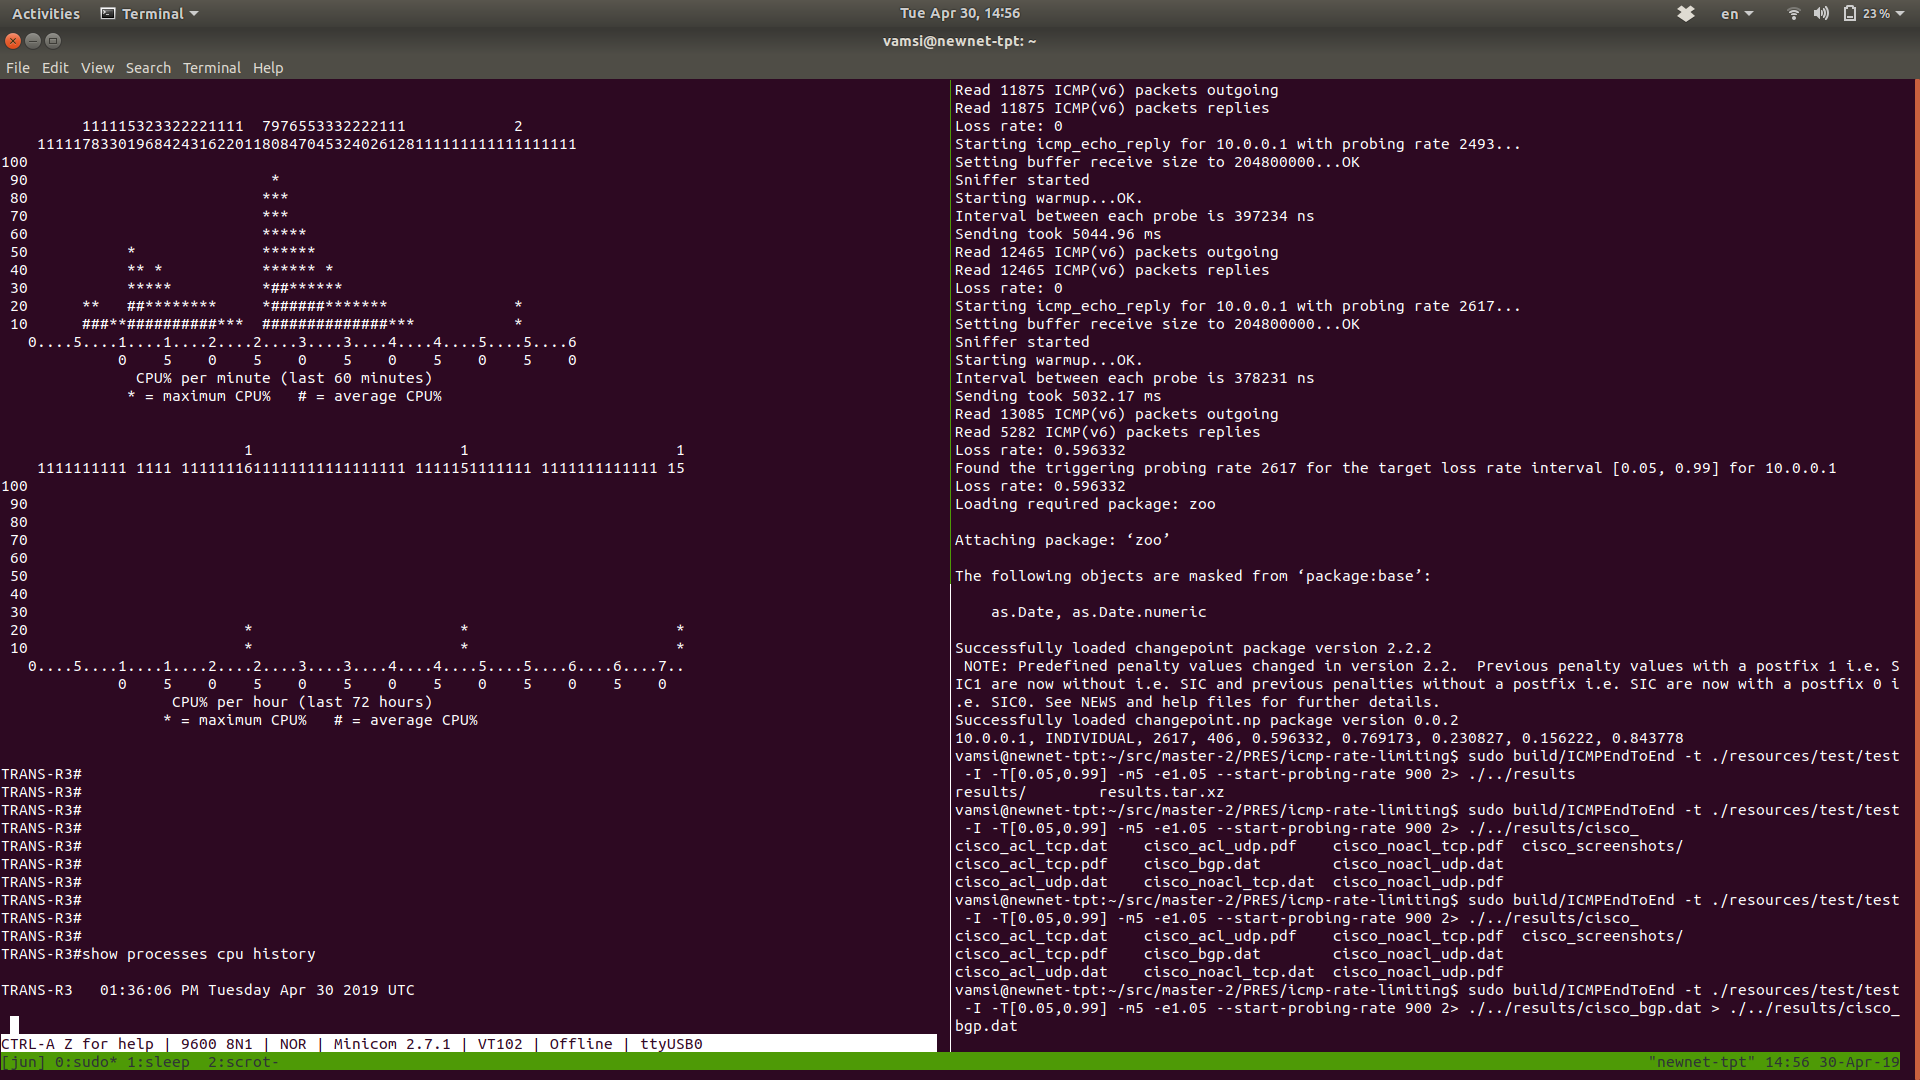 Activities Terminal Tue Apr 30, 14:56 en 23 %
vamsi@newnet-tpt: ~
File Edit View Search Terminal Help
         111115323322221111  7976553332222111            2
    111117833019684243162201180847045324026128111111111111111111
100
 90                           *
 80                          ***
 70                          ***
 60                          *****
 50           *              ******
 40           ** *           ****** *
 30           *****          *##******
 20      **   ##********     *######*******              *
 10      ###**##########***  ##############***           *
   0....5....1....1....2....2....3....3....4....4....5....5....6
             0    5    0    5    0    5    0    5    0    5    0
               CPU% per minute (last 60 minutes)
              * = maximum CPU%   # = average CPU%
                           1                       1                       1
    1111111111 1111 1111111611111111111111111 1111151111111 1111111111111 15
100
 90
 80
 70
 60
 50
 40
 30
 20                        *                       *                       *
 10                        *                       *                       *
   0....5....1....1....2....2....3....3....4....4....5....5....6....6....7..
             0    5    0    5    0    5    0    5    0    5    0    5    0
                   CPU% per hour (last 72 hours)
                  * = maximum CPU%   # = average CPU%
TRANS-R3#
TRANS-R3#
TRANS-R3#
TRANS-R3#
TRANS-R3#
TRANS-R3#
TRANS-R3#
TRANS-R3#
TRANS-R3#
TRANS-R3#
TRANS-R3#show processes cpu history
TRANS-R3   01:36:06 PM Tuesday Apr 30 2019 UTC
CTRL-A Z for help | 9600 8N1 | NOR | Minicom 2.7.1 | VT102 | Offline | ttyUSB0
Read 11875 ICMP(v6) packets outgoing
Read 11875 ICMP(v6) packets replies
Loss rate: 0
Starting icmp_echo_reply for 10.0.0.1 with probing rate 2493...
Setting buffer receive size to 204800000...OK
Sniffer started
Starting warmup...OK.
Interval between each probe is 397234 ns
Sending took 5044.96 ms
Read 12465 ICMP(v6) packets outgoing
Read 12465 ICMP(v6) packets replies
Loss rate: 0
Starting icmp_echo_reply for 10.0.0.1 with probing rate 2617...
Setting buffer receive size to 204800000...OK
Sniffer started
Starting warmup...OK.
Interval between each probe is 378231 ns
Sending took 5032.17 ms
Read 13085 ICMP(v6) packets outgoing
Read 5282 ICMP(v6) packets replies
Loss rate: 0.596332
Found the triggering probing rate 2617 for the target loss rate interval [0.05, 0.99] for 10.0.0.1
Loss rate: 0.596332
Loading required package: zoo
Attaching package: ‘zoo’
The following objects are masked from ‘package:base’:
    as.Date, as.Date.numeric
Successfully loaded changepoint package version 2.2.2
 NOTE: Predefined penalty values changed in version 2.2.  Previous penalty values with a postfix 1 i.e. S
IC1 are now without i.e. SIC and previous penalties without a postfix i.e. SIC are now with a postfix 0 i
.e. SIC0. See NEWS and help files for further details.
Successfully loaded changepoint.np package version 0.0.2
10.0.0.1, INDIVIDUAL, 2617, 406, 0.596332, 0.769173, 0.230827, 0.156222, 0.843778
vamsi@newnet-tpt:~/src/master-2/PRES/icmp-rate-limiting$ sudo build/ICMPEndToEnd -t ./resources/test/test
 -I -T[0.05,0.99] -m5 -e1.05 --start-probing-rate 900 2> ./../results
results/        results.tar.xz
vamsi@newnet-tpt:~/src/master-2/PRES/icmp-rate-limiting$ sudo build/ICMPEndToEnd -t ./resources/test/test
 -I -T[0.05,0.99] -m5 -e1.05 --start-probing-rate 900 2> ./../results/cisco_
cisco_acl_tcp.dat    cisco_acl_udp.pdf    cisco_noacl_tcp.pdf  cisco_screenshots/
cisco_acl_tcp.pdf    cisco_bgp.dat        cisco_noacl_udp.dat
cisco_acl_udp.dat    cisco_noacl_tcp.dat  cisco_noacl_udp.pdf
vamsi@newnet-tpt:~/src/master-2/PRES/icmp-rate-limiting$ sudo build/ICMPEndToEnd -t ./resources/test/test
 -I -T[0.05,0.99] -m5 -e1.05 --start-probing-rate 900 2> ./../results/cisco_
cisco_acl_tcp.dat    cisco_acl_udp.pdf    cisco_noacl_tcp.pdf  cisco_screenshots/
cisco_acl_tcp.pdf    cisco_bgp.dat        cisco_noacl_udp.dat
cisco_acl_udp.dat    cisco_noacl_tcp.dat  cisco_noacl_udp.pdf
vamsi@newnet-tpt:~/src/master-2/PRES/icmp-rate-limiting$ sudo build/ICMPEndToEnd -t ./resources/test/test
 -I -T[0.05,0.99] -m5 -e1.05 --start-probing-rate 900 2> ./../results/cisco_bgp.dat > ./../results/cisco_
bgp.dat
[jun] 0:sudo* 1:sleep  2:scrot- "newnet-tpt" 14:56 30-Apr-19